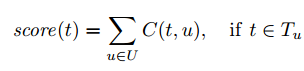 score(t) = ∑_{u∈U} C(t, u), if t ∈ T_u